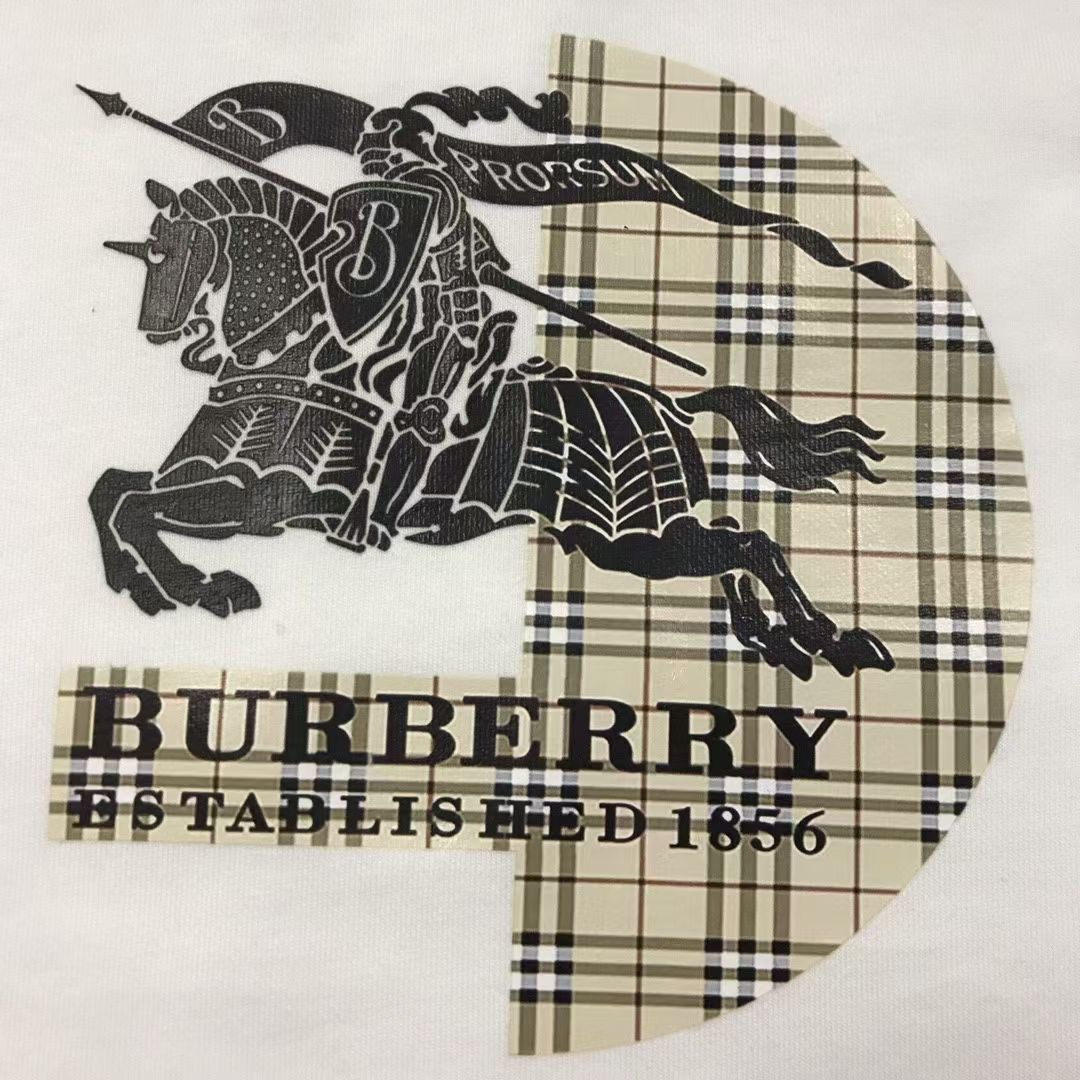 B
PRORSUM
B
BURBERRY
ESTABLISHED 1856